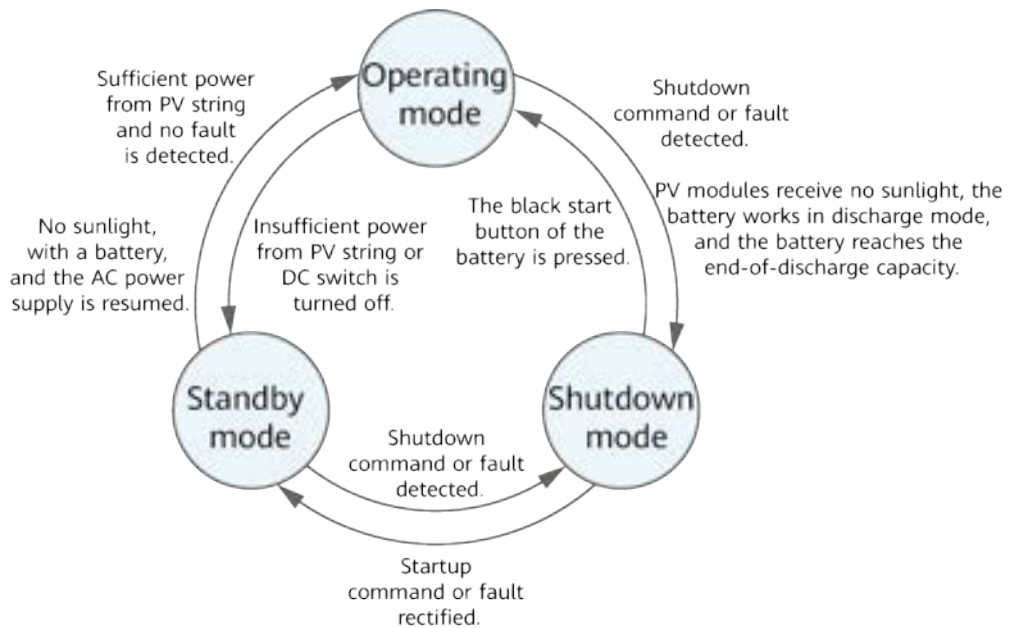 Operating
mode
Sufficient power
from PV string
and no fault
is detected.
Shutdown
command or fault
detected.
No sunlight,
with a battery,
and the AC power
supply is resumed.
Insufficient power
from PV string or
DC switch is
turned off.
The black start
button of the
battery is pressed.
PV modules receive no sunlight, the
battery works in discharge mode,
and the battery reaches the
end-of-discharge capacity.
Standby
mode
Shutdown
mode
Shutdown
command or fault
detected.
Startup
command or fault
rectified.